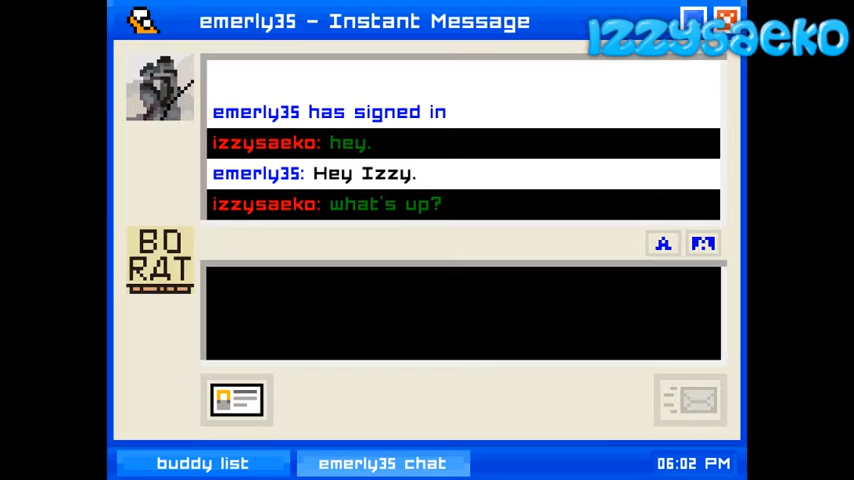 emerly35 - Instant Message
IZZYSAEKO
emerly35 has signed in
izzysaeko: hey.
emerly35: Hey Izzy.
izzysaeko: what's up?
BO
RAT
A
buddy list
emerly35 chat
06:02 PM